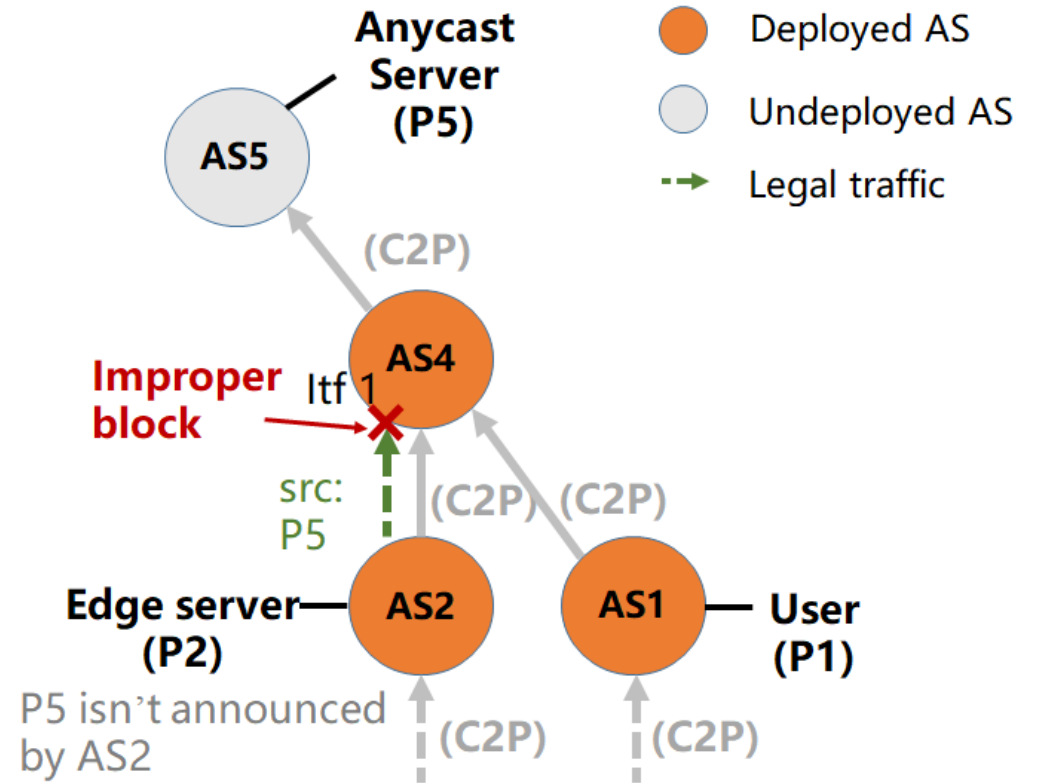 Anycast
Server
(P5)
Deployed AS
Undeployed AS
Legal traffic
AS5
(C2P)
AS4
Improper
block
Itf 1
src:
P5
(C2P)
(C2P)
Edge server
(P2)
AS2
AS1
User
(P1)
P5 isn’t announced
by AS2
(C2P)
(C2P)